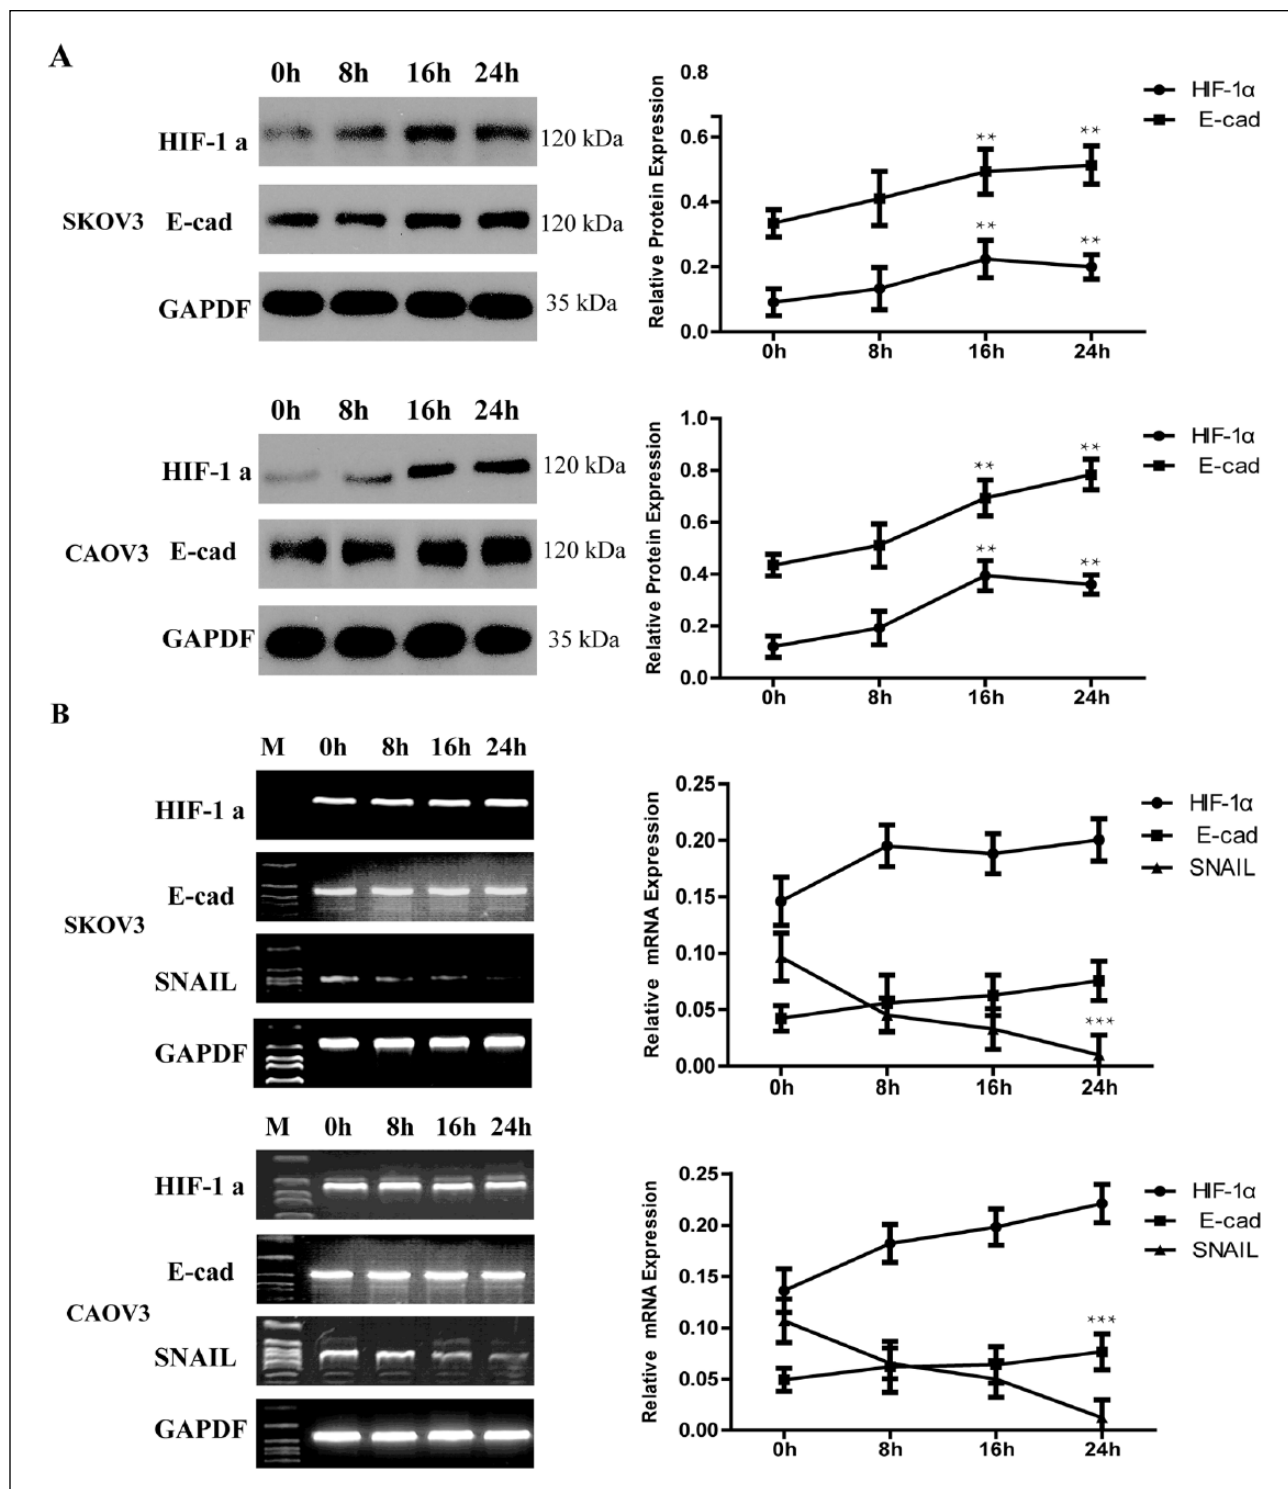 A
0h 8h 16h 24h
HIF-1 a 120 kDa
SKOV3 E-cad 120 kDa
GAPDF 35 kDa
0.8
0.6
0.4
0.2
0.0
Relative Protein Expression
** **
** **
0h 8h 16h 24h
HIF-1α
E-cad
0h 8h 16h 24h
HIF-1 a 120 kDa
CAOV3 E-cad 120 kDa
GAPDF 35 kDa
1.0
0.8
0.6
0.4
0.2
0.0
Relative Protein Expression
** **
** **
0h 8h 16h 24h
HIF-1α
E-cad
B
M 0h 8h 16h 24h
HIF-1 a
E-cad
SKOV3
SNAIL
GAPDF
0.25
0.20
0.15
0.10
0.05
0.00
Relative mRNA Expression
***
0h 8h 16h 24h
HIF-1α
E-cad
SNAIL
M 0h 8h 16h 24h
HIF-1 a
E-cad
CAOV3
SNAIL
GAPDF
0.25
0.20
0.15
0.10
0.05
0.00
Relative mRNA Expression
***
0h 8h 16h 24h
HIF-1α
E-cad
SNAIL